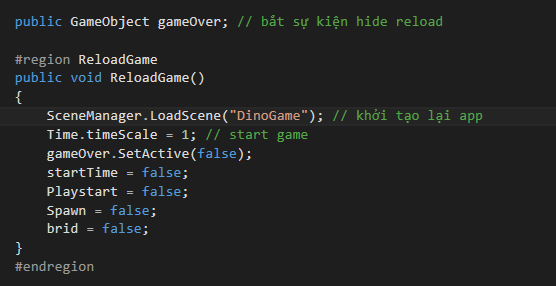 public GameObject gameOver; // bắt sự kiện hide reload
#region ReloadGame
public void ReloadGame()
{
SceneManager.LoadScene("DinoGame"); // khởi tạo lại app
Time.timeScale = 1; // start game
gameOver.SetActive(false);
startTime = false;
Playstart = false;
Spawn = false;
brid = false;
}
#endregion